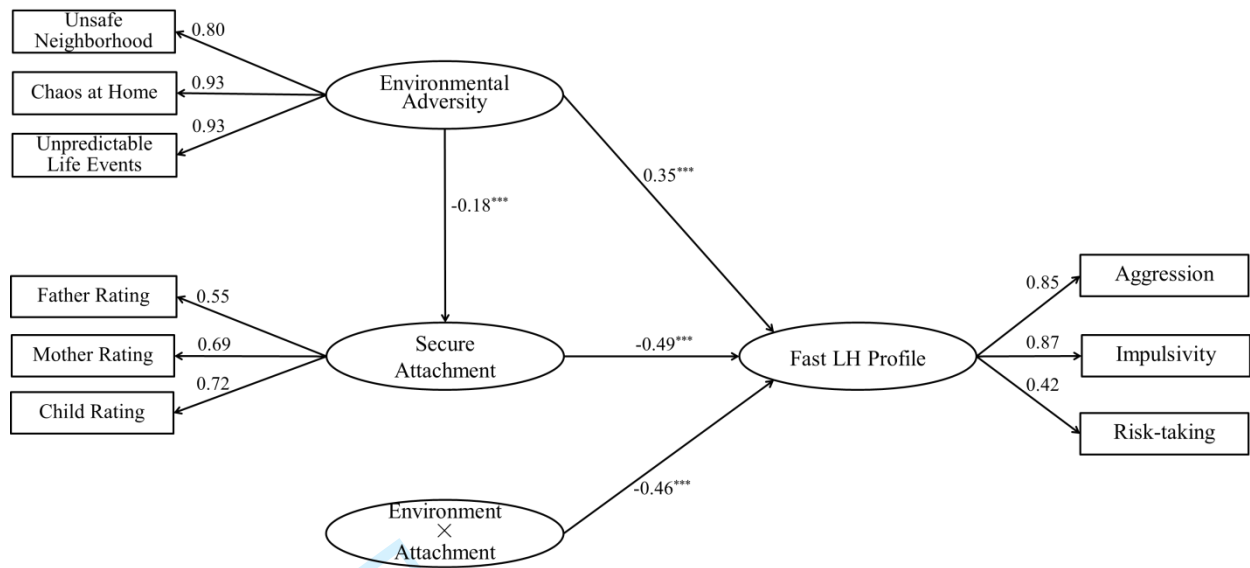 Unsafe
Neighborhood
0.80
Chaos at Home
0.93
Unpredictable
Life Events
0.93
Environmental
Adversity
-0.18***
0.35***
Father Rating
0.55
Mother Rating
0.69
Child Rating
0.72
Secure
Attachment
-0.49***
Fast LH Profile
0.85
Aggression
0.87
Impulsivity
0.42
Risk-taking
-0.46***
Environment
×
Attachment